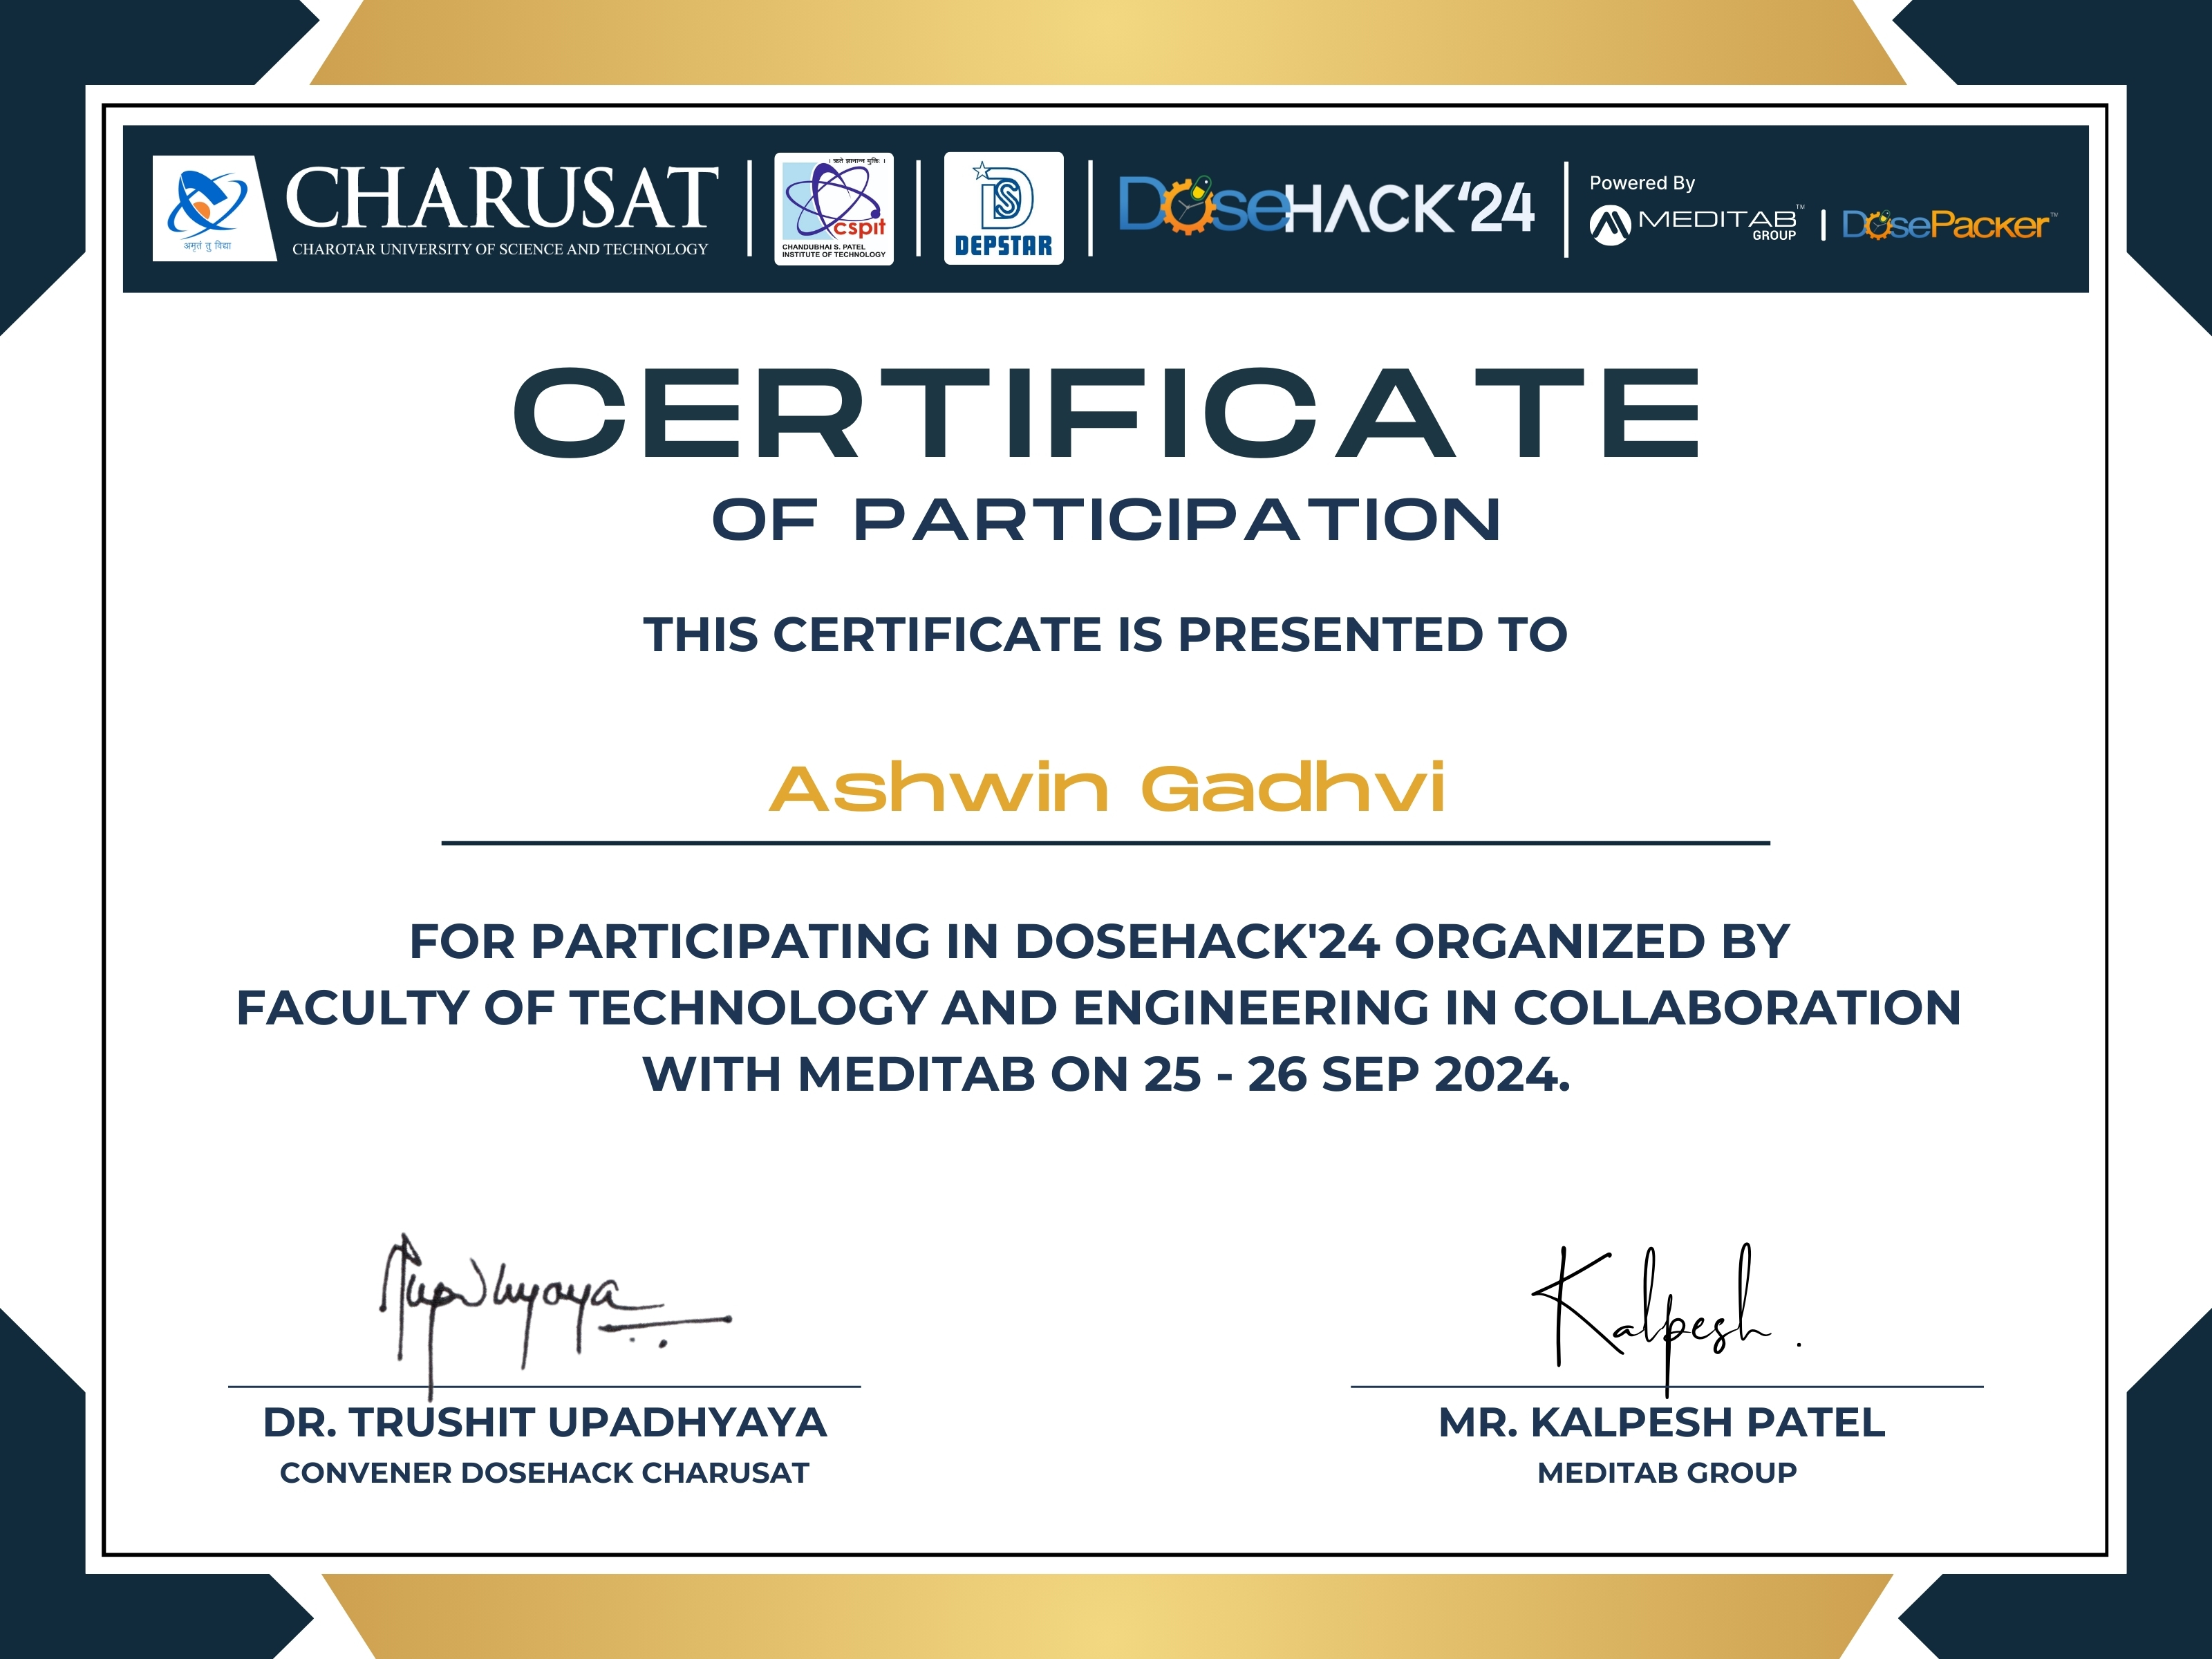 अमृतं तु विद्या
CHARUSAT
CHAROTAR UNIVERSITY OF SCIENCE AND TECHNOLOGY
। ऋते ज्ञानान्न मुक्तिः ।
cspit
CHANDUBHAI S. PATEL
INSTITUTE OF TECHNOLOGY
DEPSTAR
DoseHACK‘24
Powered By
MEDITAB™
GROUP
DosePacker™
CERTIFICATE
OF PARTICIPATION
THIS CERTIFICATE IS PRESENTED TO
Ashwin Gadhvi
FOR PARTICIPATING IN DOSEHACK'24 ORGANIZED BY
FACULTY OF TECHNOLOGY AND ENGINEERING IN COLLABORATION
WITH MEDITAB ON 25 - 26 SEP 2024.
Kalpesh .
DR. TRUSHIT UPADHYAYA
CONVENER DOSEHACK CHARUSAT
MR. KALPESH PATEL
MEDITAB GROUP